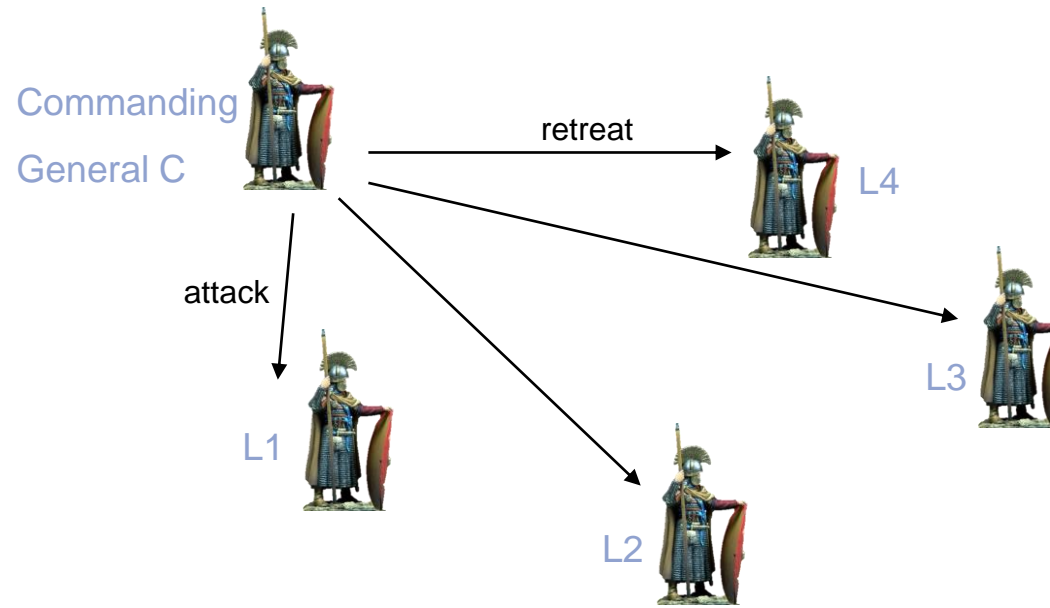 Commanding
General C
retreat
L4
attack
L3
L1
L2